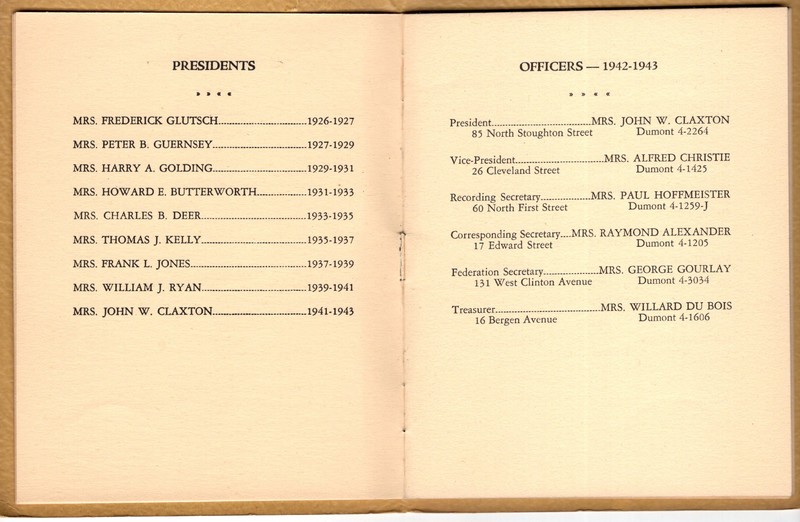 PRESIDENTS
» » « «
MRS. FREDERICK GLUTSCH..............................1926-1927
MRS. PETER B. GUERNSEY..............................1927-1929
MRS. HARRY A. GOLDING..............................1929-1931
MRS. HOWARD E. BUTTERWORTH................1931-1933
MRS. CHARLES B. DEER..................................1933-1935
MRS. THOMAS J. KELLY..................................1935-1937
MRS. FRANK L. JONES.....................................1937-1939
MRS. WILLIAM J. RYAN..................................1939-1941
MRS. JOHN W. CLAXTON..............................1941-1943
OFFICERS — 1942-1943
» » « «
President..................................MRS. JOHN W. CLAXTON
85 North Stoughton Street Dumont 4-2264
Vice-President..............................MRS. ALFRED CHRISTIE
26 Cleveland Street Dumont 4-1425
Recording Secretary.................MRS. PAUL HOFFMEISTER
60 North First Street Dumont 4-1259-J
Corresponding Secretary....MRS. RAYMOND ALEXANDER
17 Edward Street Dumont 4-1205
Federation Secretary...................MRS. GEORGE GOURLAY
131 West Clinton Avenue Dumont 4-3034
Treasurer....................................MRS. WILLARD DU BOIS
16 Bergen Avenue Dumont 4-1606